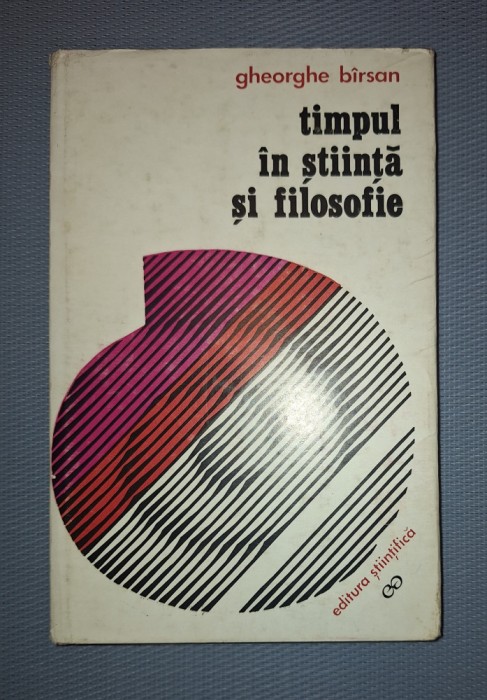 gheorghe bîrsan
timpul
în știință
și filosofie
editura științifică